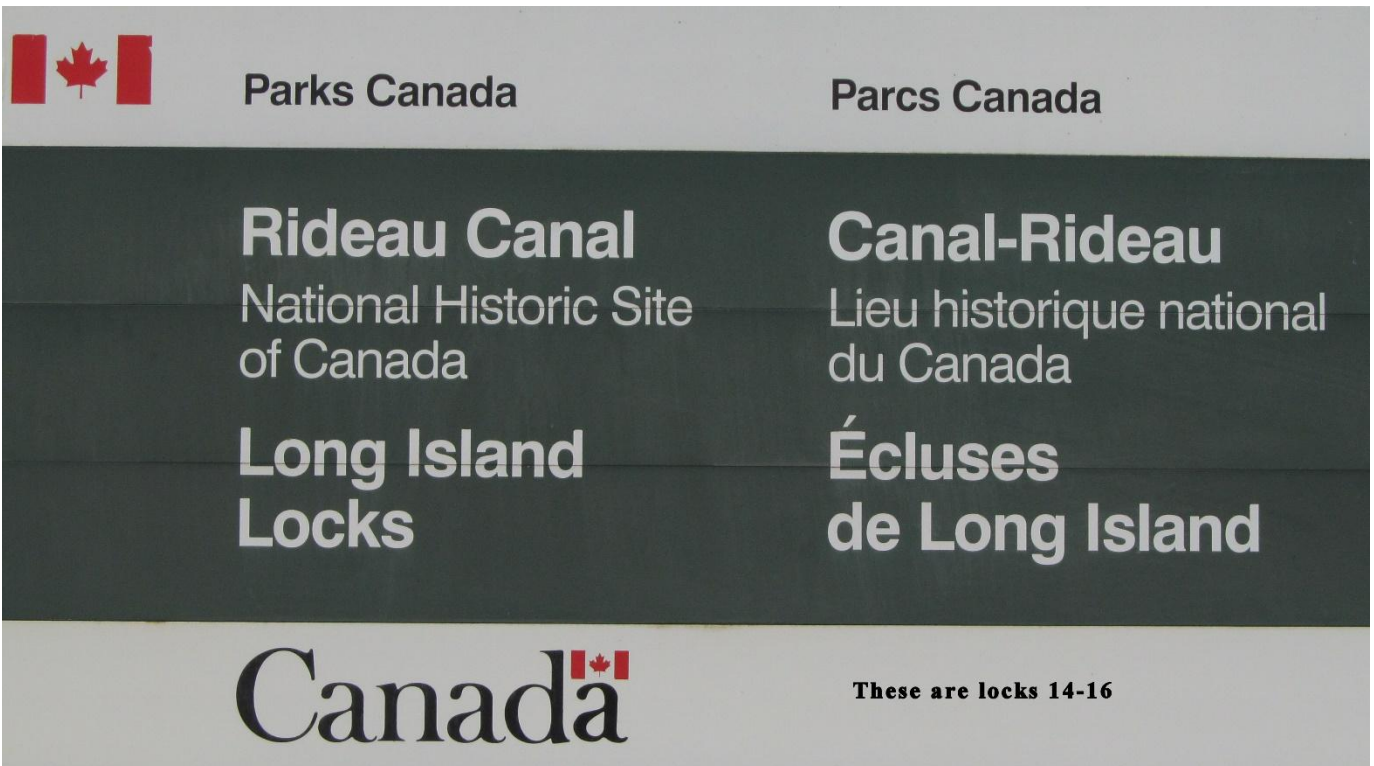 Parks Canada
Parcs Canada
Rideau Canal
National Historic Site
of Canada
Long Island
Locks
Canal-Rideau
Lieu historique national
du Canada
Écluses
de Long Island
Canada
These are locks 14-16